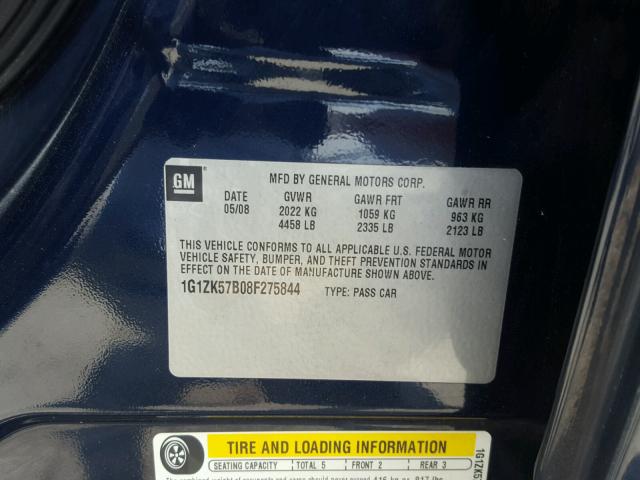 GM
MFD BY GENERAL MOTORS CORP.
DATE GVWR GAWR FRT GAWR RR
05/08 2022 KG 1059 KG 963 KG
4458 LB 2335 LB 2123 LB
THIS VEHICLE CONFORMS TO ALL APPLICABLE U.S. FEDERAL MOTOR
VEHICLE SAFETY, BUMPER, AND THEFT PREVENTION STANDARDS IN
EFFECT ON THE DATE OF MANUFACTURE SHOWN ABOVE.
1G1ZK57B08F275844 TYPE: PASS CAR
TIRE AND LOADING INFORMATION
SEATING CAPACITY TOTAL 5 FRONT 2 REAR 3
1G1ZK5